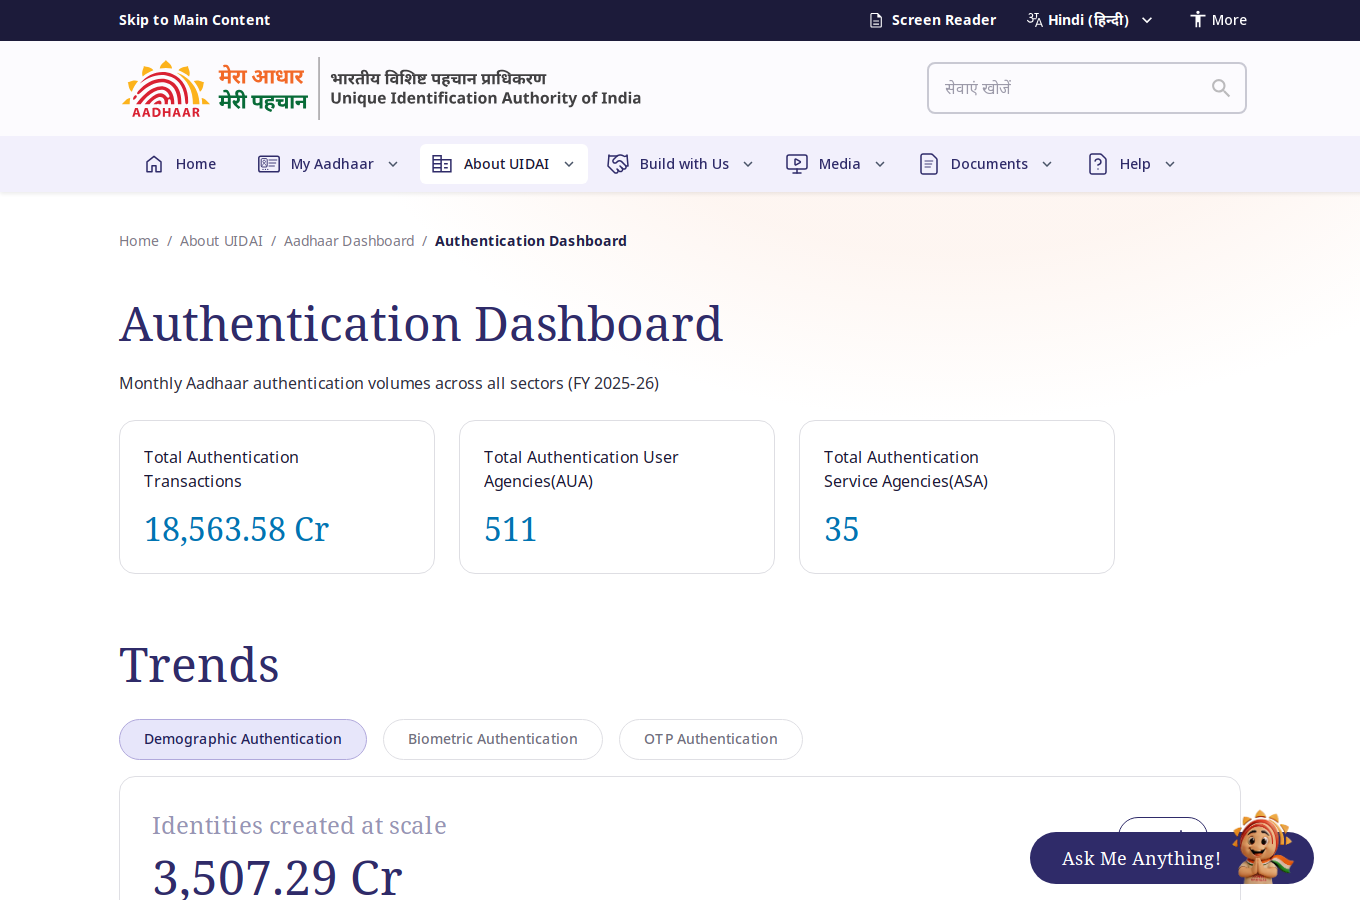 Skip to Main Content
Screen Reader
Hindi (हिन्दी)
More
AADHAAR
मेरा आधार
मेरी पहचान
भारतीय विशिष्ट पहचान प्राधिकरण
Unique Identification Authority of India
सेवाएं खोजें
Home
My Aadhaar
About UIDAI
Build with Us
Media
Documents
Help
Home / About UIDAI / Aadhaar Dashboard / Authentication Dashboard
Authentication Dashboard
Monthly Aadhaar authentication volumes across all sectors (FY 2025-26)
Total Authentication
Transactions
18,563.58 Cr
Total Authentication User
Agencies(AUA)
511
Total Authentication
Service Agencies(ASA)
35
Trends
Demographic Authentication
Biometric Authentication
OTP Authentication
Identities created at scale
3,507.29 Cr
Ask Me Anything!